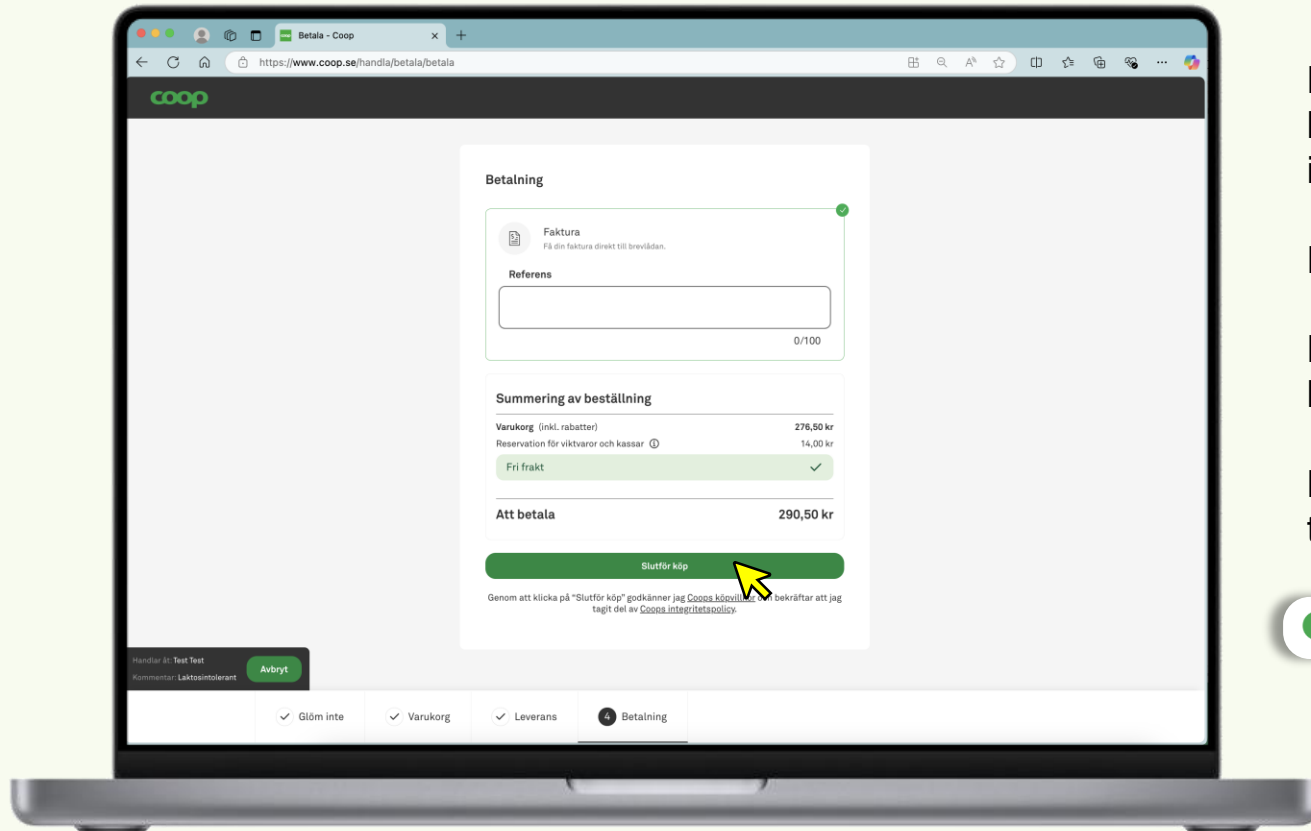 Betala - Coop
https://www.coop.se/handla/betala/betala
coop
Betalning
Faktura
Få din faktura direkt till brevlådan.
Referens
0/100
Summering av beställning
Varukorg (inkl. rabatter) 276,50 kr
Reservation för viktvaror och kassar 14,00 kr
Fri frakt
Att betala 290,50 kr
Slutför köp
Genom att klicka på "Slutför köp" godkänner jag Coops köpvillkor och bekräftar att jag
tagit del av Coops integritetspolicy.
Handlar åt: Test Test
Kommentar: Laktosintolerant
Avbryt
Glöm inte
Varukorg
Leverans
4 Betalning